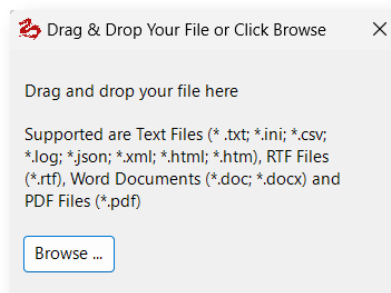 Drag & Drop Your File or Click Browse
Drag and drop your file here
Supported are Text Files (* .txt; *.ini; *.csv;
*.log; *.json; *.xml; *.html; *.htm), RTF Files
(*.rtf), Word Documents (*.doc; *.docx) and
PDF Files (*.pdf)
Browse ...